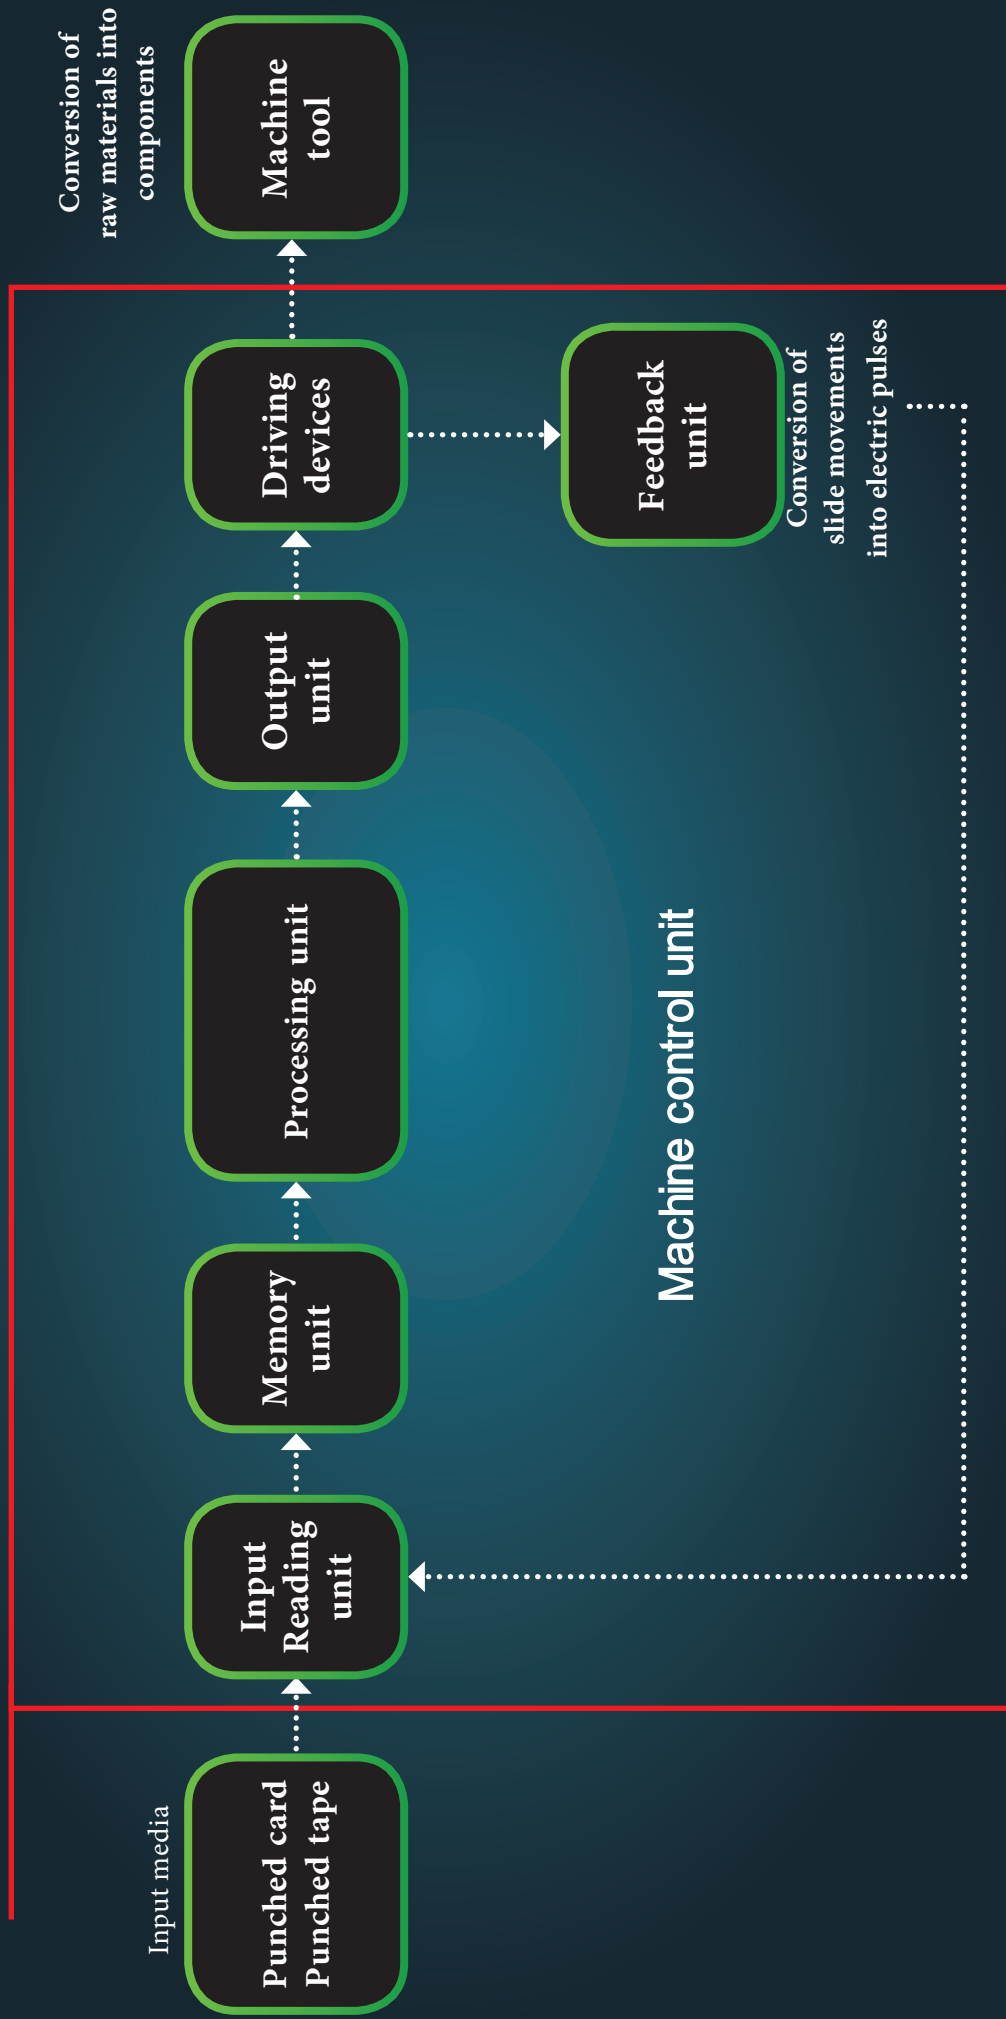 Input media
Punched card
Punched tape
Input
Reading
unit
Memory
unit
Processing unit
Output
unit
Driving
devices
Conversion of
raw materials into
components
Machine
tool
Feedback
unit
Conversion of
slide movements
into electric pulses
Machine control unit